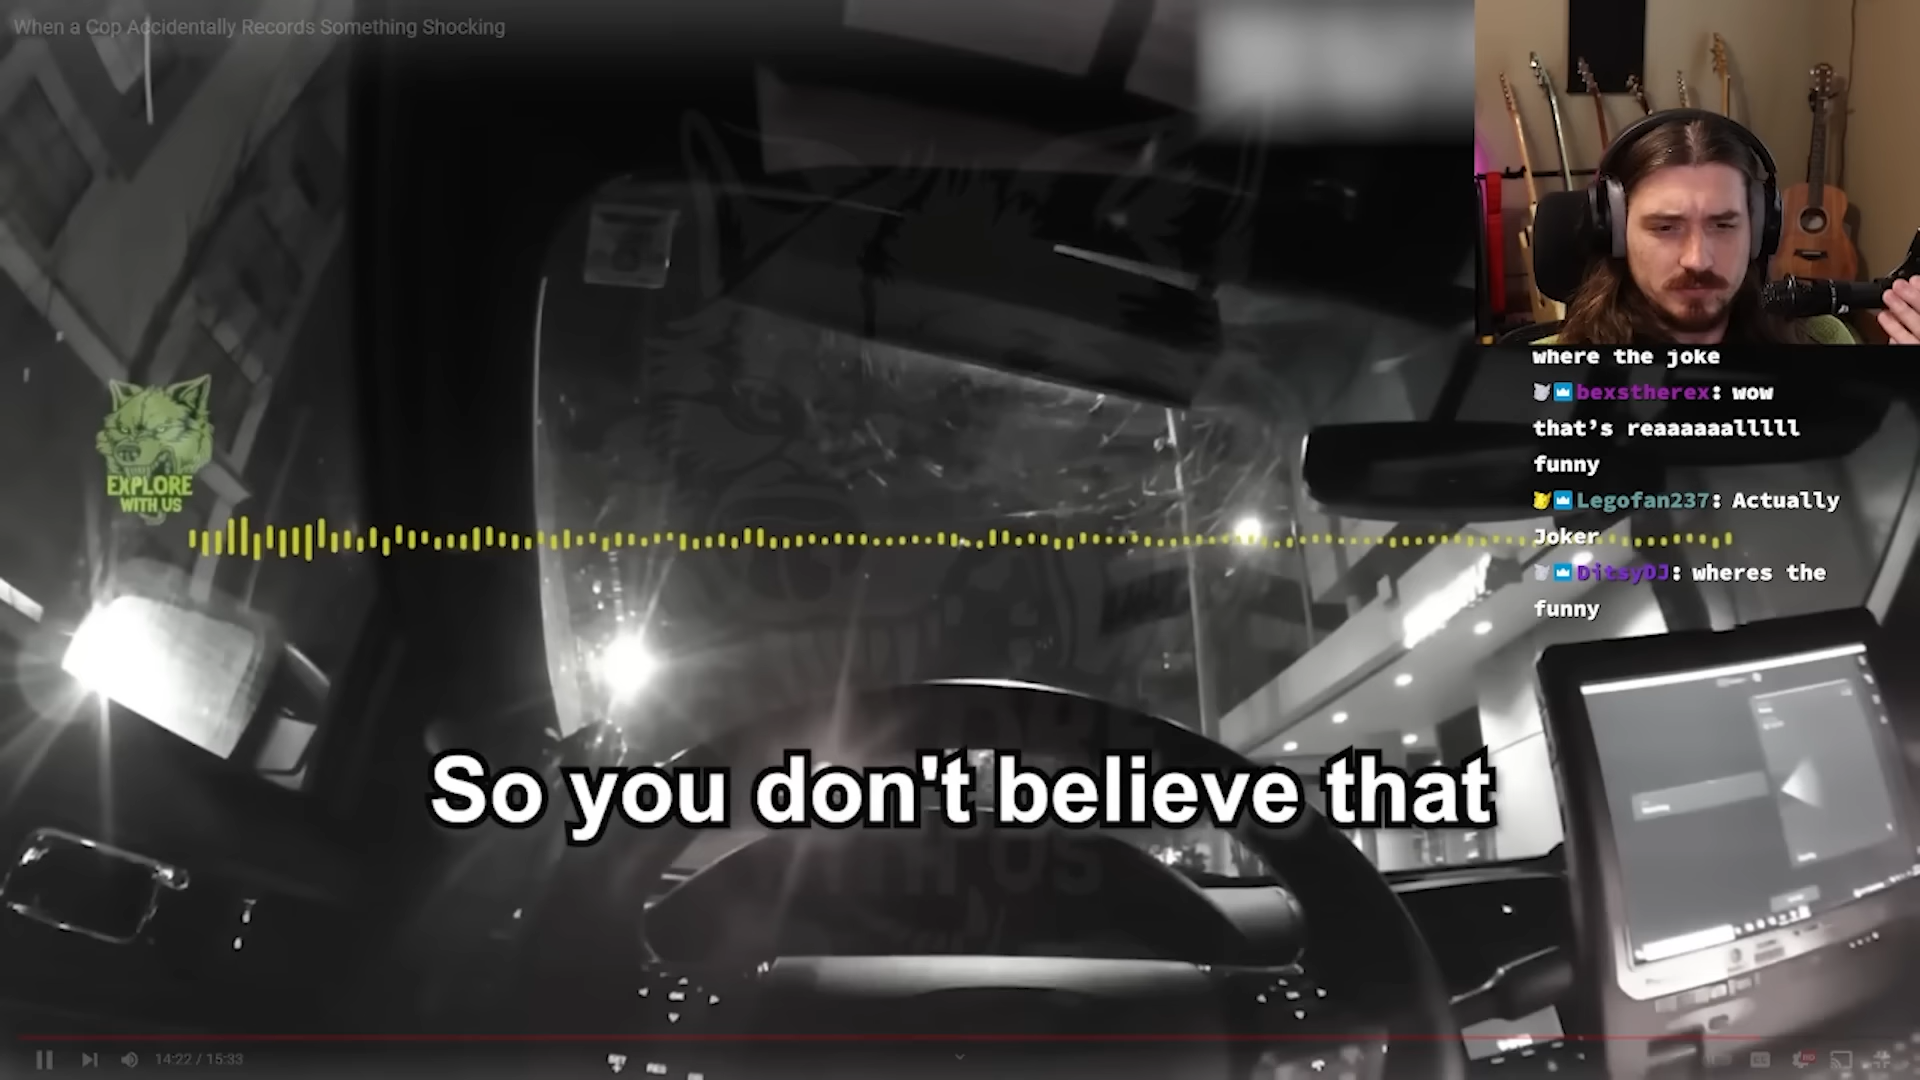 When a Cop Accidentally Records Something Shocking
where the joke
bexstherex: wow
that’s reaaaaaalllll
funny
Legofan237: Actually
Joker
DitsyDJ: wheres the
funny
EXPLORE
WITH US
So you don't believe that
14:22 / 15:33